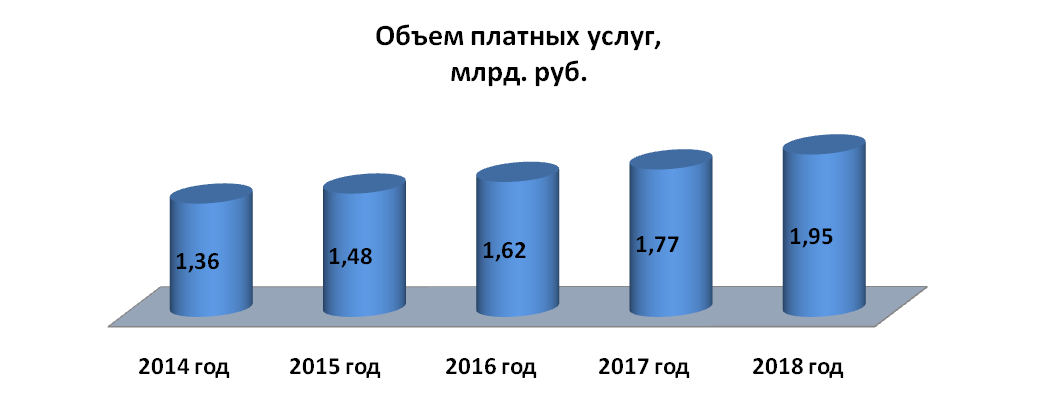 Объем платных услуг,
млрд. руб.
1,36
1,48
1,62
1,77
1,95
2014 год
2015 год
2016 год
2017 год
2018 год